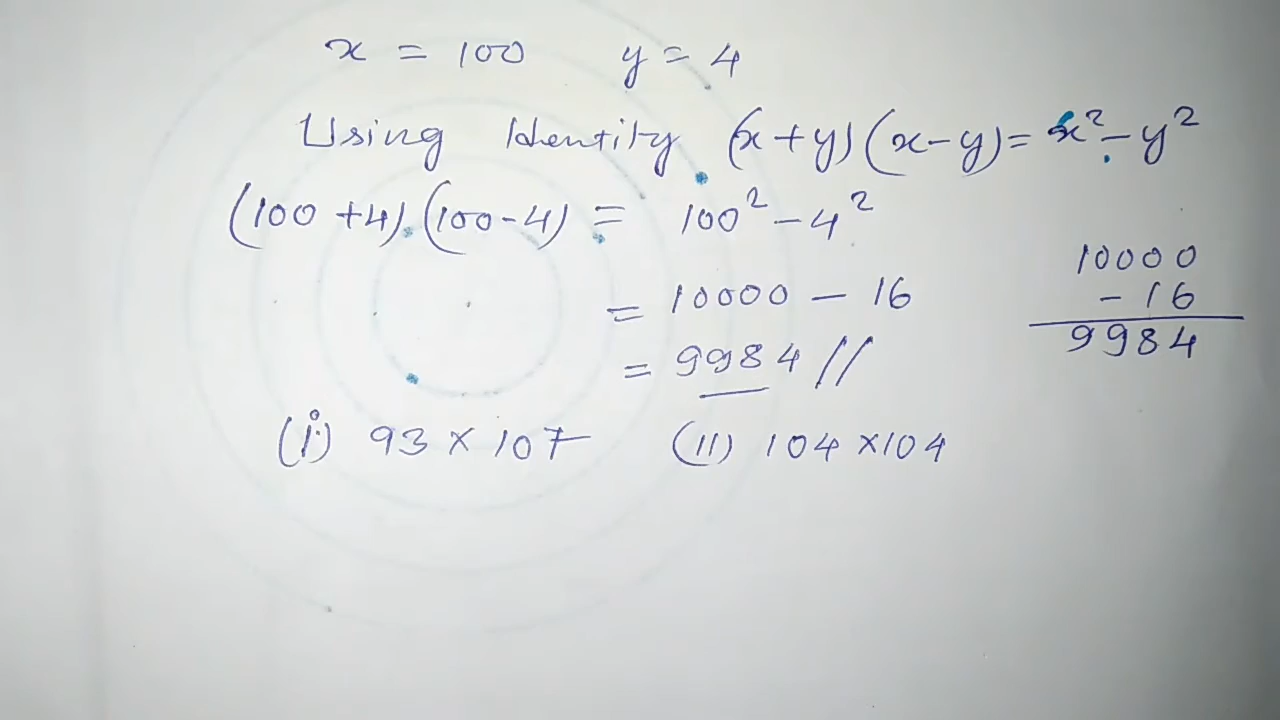 x = 100 y = 4
Using Identity (x+y)(x-y) = x² - y²
(100 +4).(100-4) = 100² - 4²
= 10000 - 16
= 9984 //
10000
- 16
9984
(i) 93 × 107 (II) 104 × 104